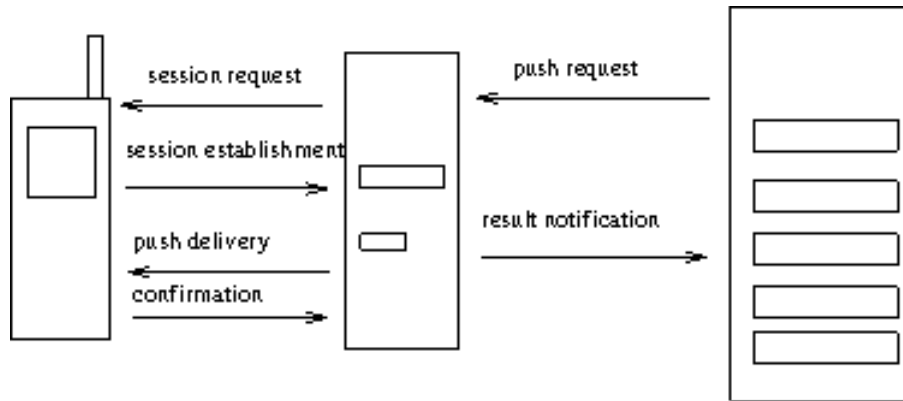 session request
push request
session establishment
result notification
push delivery
confirmation